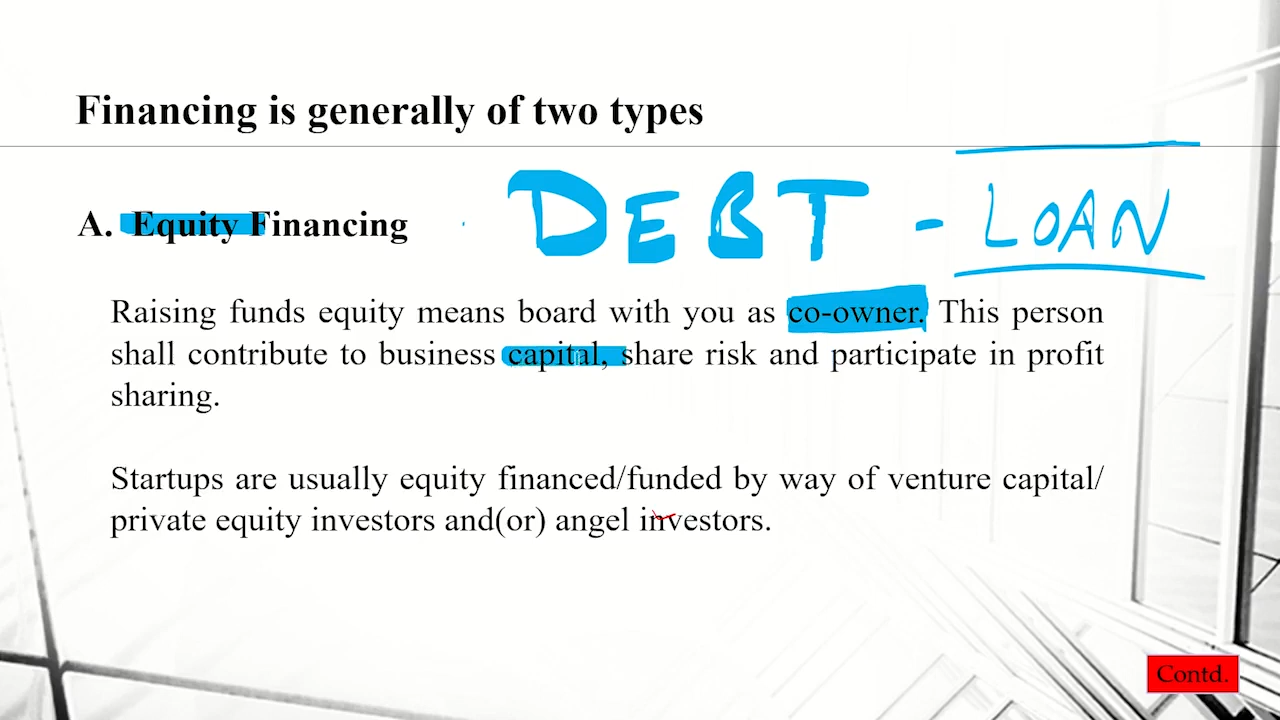 Financing is generally of two types
A. Equity Financing
DEBT - LOAN
Raising funds equity means board with you as co-owner. This person
shall contribute to business capital, share risk and participate in profit
sharing.
Startups are usually equity financed/funded by way of venture capital/
private equity investors and(or) angel investors.
Contd.